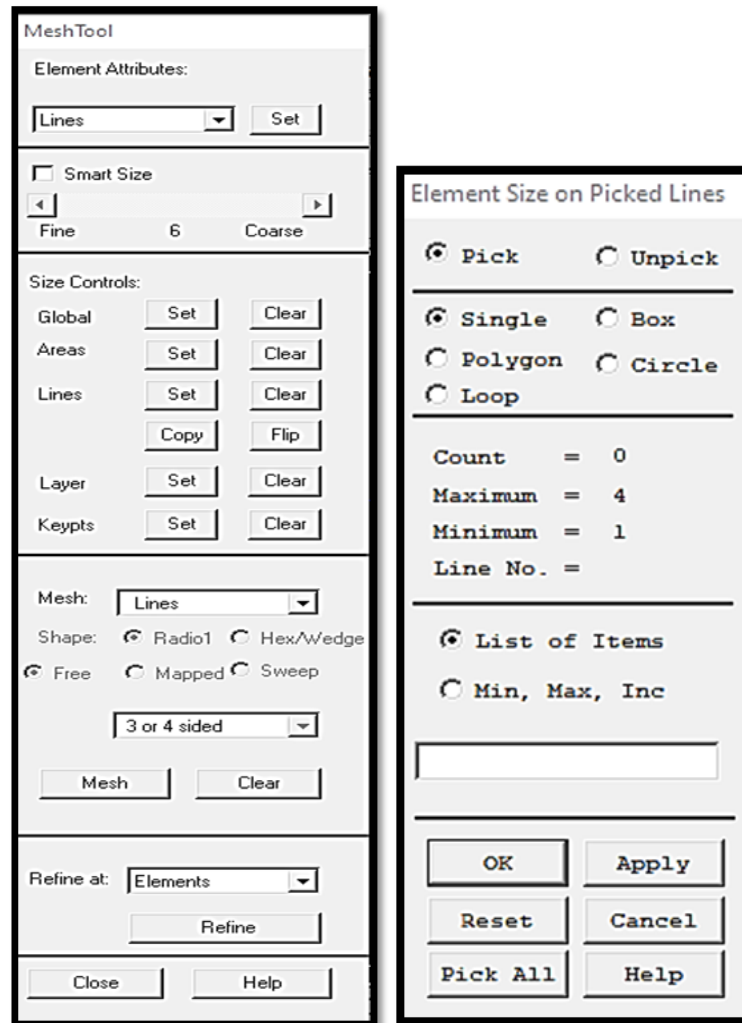 MeshTool
Element Attributes:
Lines Set
Smart Size
Fine 6 Coarse
Size Controls:
Global Set Clear
Areas Set Clear
Lines Set Clear
Copy Flip
Layer Set Clear
Keypts Set Clear
Mesh: Lines
Shape: Radio1 Hex/Wedge
Free Mapped Sweep
3 or 4 sided
Mesh Clear
Refine at: Elements
Refine
Close Help
Element Size on Picked Lines
Pick Unpick
Single Box
Polygon Circle
Loop
Count = 0
Maximum = 4
Minimum = 1
Line No. =
List of Items
Min, Max, Inc
OK Apply
Reset Cancel
Pick All Help